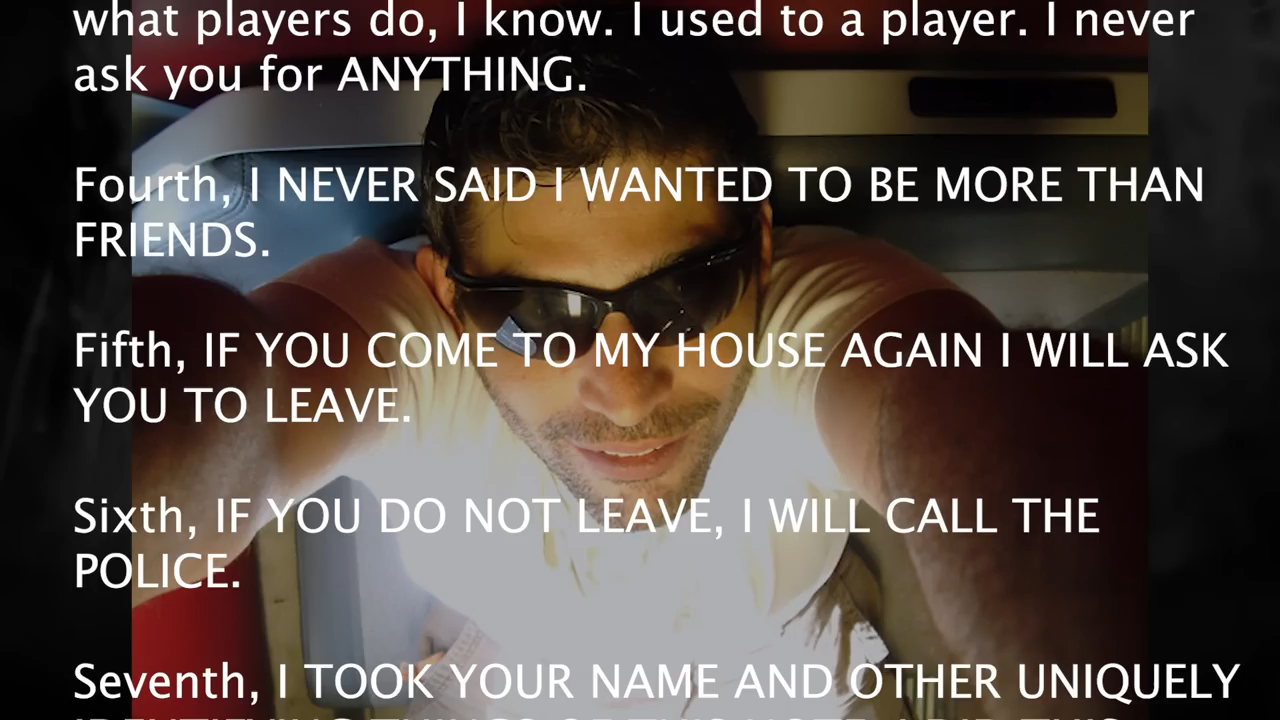 what players do, I know. I used to a player. I never
ask you for ANYTHING.
Fourth, I NEVER SAID I WANTED TO BE MORE THAN
FRIENDS.
Fifth, IF YOU COME TO MY HOUSE AGAIN I WILL ASK
YOU TO LEAVE.
Sixth, IF YOU DO NOT LEAVE, I WILL CALL THE
POLICE.
Seventh, I TOOK YOUR NAME AND OTHER UNIQUELY